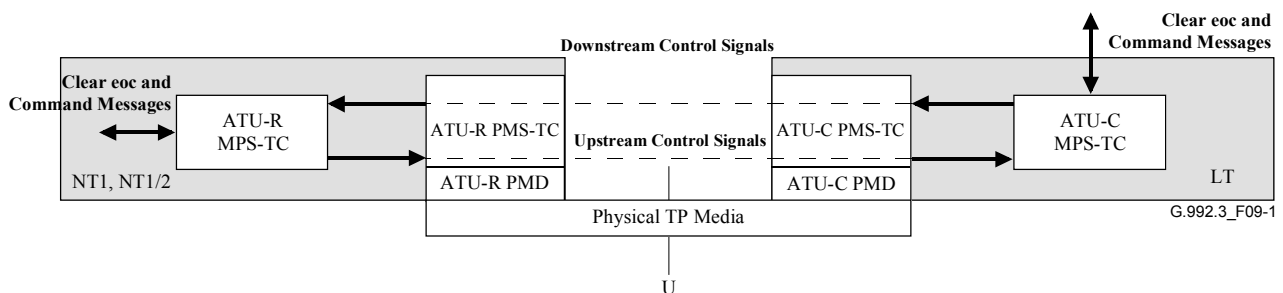 Clear eoc and
Command Messages
Downstream Control Signals
Clear eoc and
Command Messages
ATU-R
MPS-TC
ATU-R PMS-TC
Upstream Control Signals
ATU-C PMS-TC
ATU-C
MPS-TC
NT1, NT1/2
ATU-R PMD
ATU-C PMD
LT
Physical TP Media
G.992.3_F09-1
U